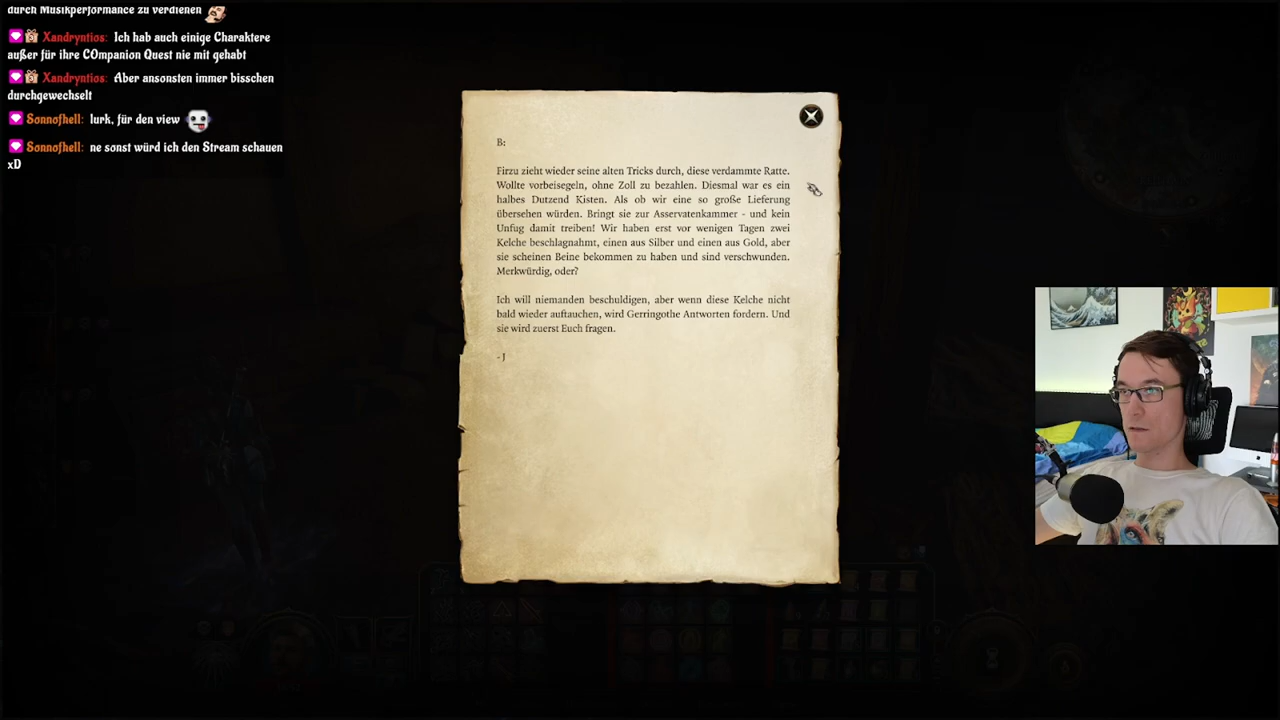 durch Musikperformance zu verdienen
Xandryntios: Ich hab auch einige Charaktere
außer für ihre COmpanion Quest nie mit gehabt
Xandryntios: Aber ansonsten immer bisschen
durchgewechselt
Sonnofhell: lurk, für den view
Sonnofhell: ne sonst würd ich den Stream schauen
xD
B:
Firzu zieht wieder seine alten Tricks durch, diese verdammte Ratte.
Wollte vorbeisegeln, ohne Zoll zu bezahlen. Diesmal war es ein
halbes Dutzend Kisten. Als ob wir eine so große Lieferung
übersehen würden. Bringt sie zur Asservatenkammer - und kein
Unfug damit treiben! Wir haben erst vor wenigen Tagen zwei
Kelche beschlagnahmt, einen aus Silber und einen aus Gold, aber
sie scheinen Beine bekommen zu haben und sind verschwunden.
Merkwürdig, oder?
Ich will niemanden beschuldigen, aber wenn diese Kelche nicht
bald wieder auftauchen, wird Gerringothe Antworten fordern. Und
sie wird zuerst Euch fragen.
- J